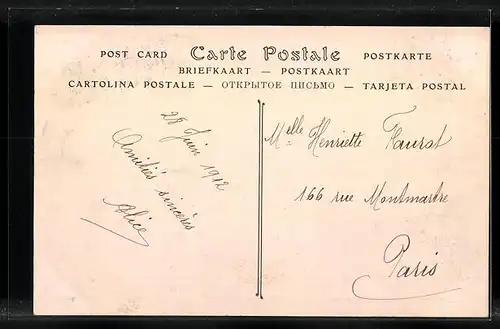 POST CARD Carte Postale POSTKARTE
BRIEFKAART — POSTKAART
CARTOLINA POSTALE — ОТКРЫТОЕ ПИСЬМО — TARJETA POSTAL
28 Juin 1912
Amitiés sincères
Alice
Melle Henriette
166 rue Montmartre
Paris